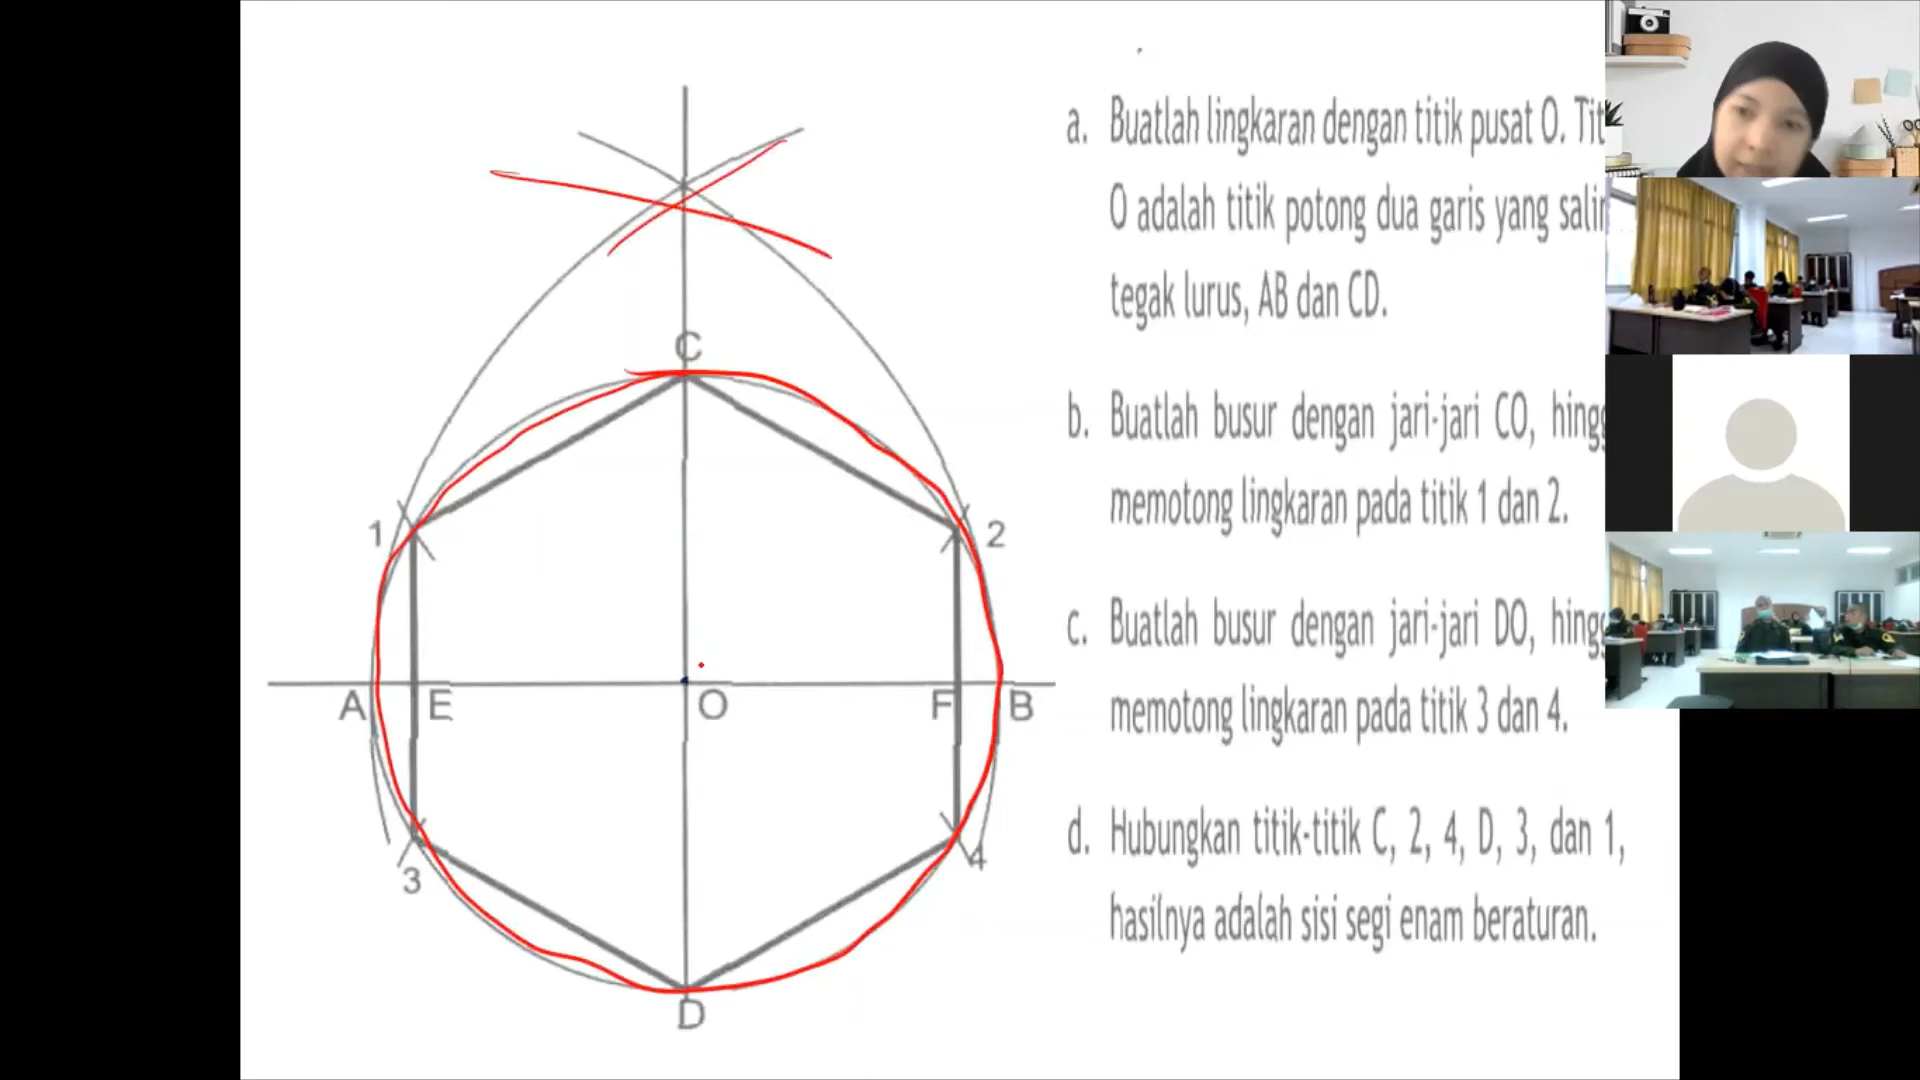 a. Buatlah lingkaran dengan titik pusat O.
O adalah titik potong dua garis yang
tegak lurus, AB dan CD.
b. Buatlah busur dengan jari-jari CO,
memotong lingkaran pada titik 1 dan 2.
c. Buatlah busur dengan jari-jari DO,
memotong lingkaran pada titik 3 dan 4.
d. Hubungkan titik-titik C, 2, 4, D, 3, dan 1,
hasilnya adalah sisi segi enam beraturan.
C
1
2
A
E
O
F
B
3
4
D